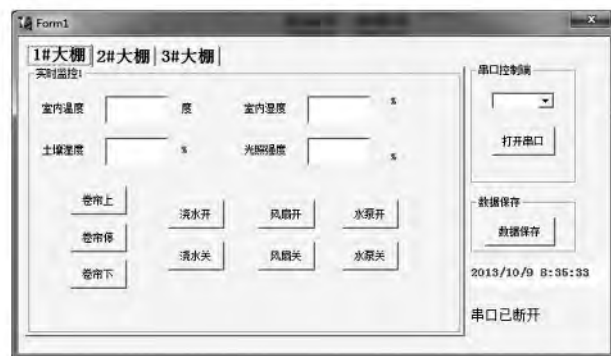 Form1
1#大棚 2#大棚 3#大棚
实时监控1
室内温度 度 室内湿度 %
土壤湿度 % 光照强度 %
卷帘上
卷帘停
卷帘下
浇水开 风扇开 水泵开
浇水关 风扇关 水泵关
串口控制端
打开串口
数据保存
数据保存
2013/10/9 8:35:33
串口已断开